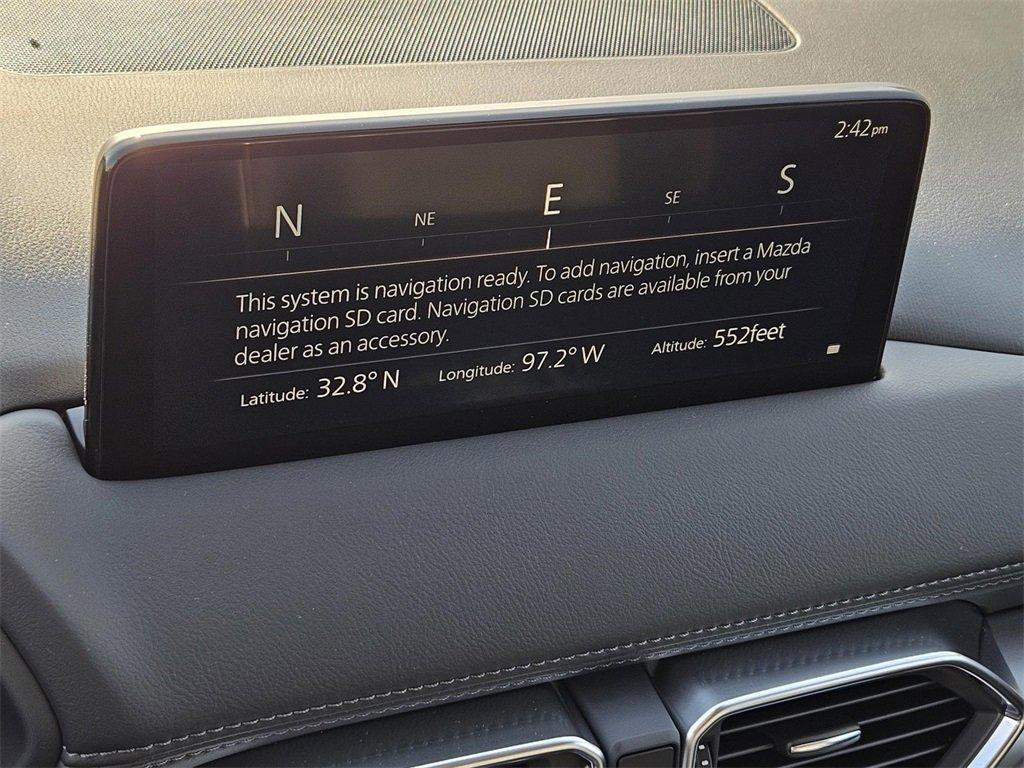 2:42pm
N NE E SE S
This system is navigation ready. To add navigation, insert a Mazda
navigation SD card. Navigation SD cards are available from your
dealer as an accessory.
Latitude: 32.8° N Longitude: 97.2° W Altitude: 552feet